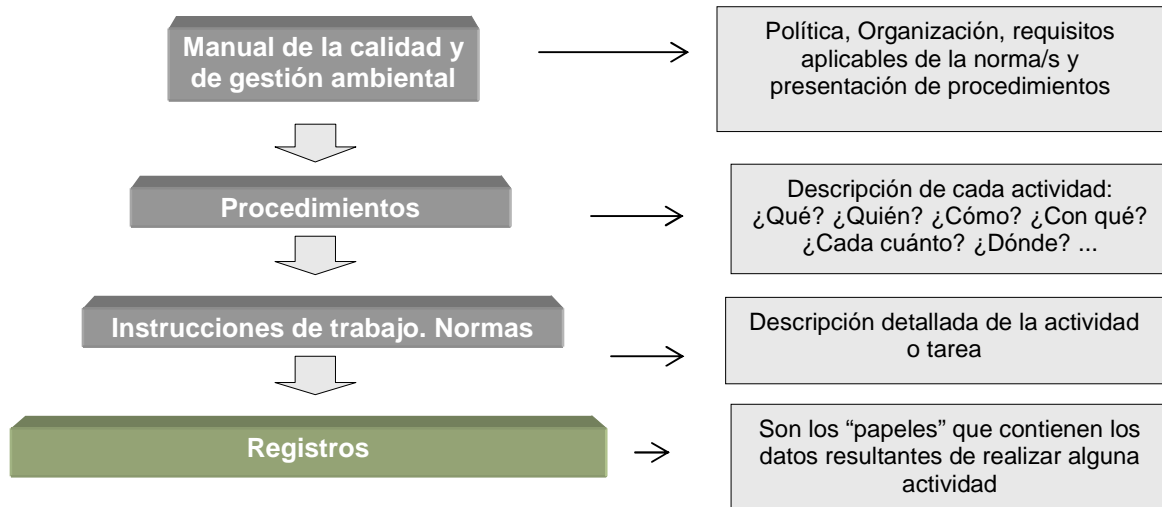 Manual de la calidad y
de gestión ambiental
Política, Organización, requisitos
aplicables de la norma/s y
presentación de procedimientos
Procedimientos
Descripción de cada actividad:
¿Qué? ¿Quién? ¿Cómo? ¿Con qué?
¿Cada cuánto? ¿Dónde? ...
Instrucciones de trabajo. Normas
Descripción detallada de la actividad
o tarea
Registros
Son los “papeles” que contienen los
datos resultantes de realizar alguna
actividad